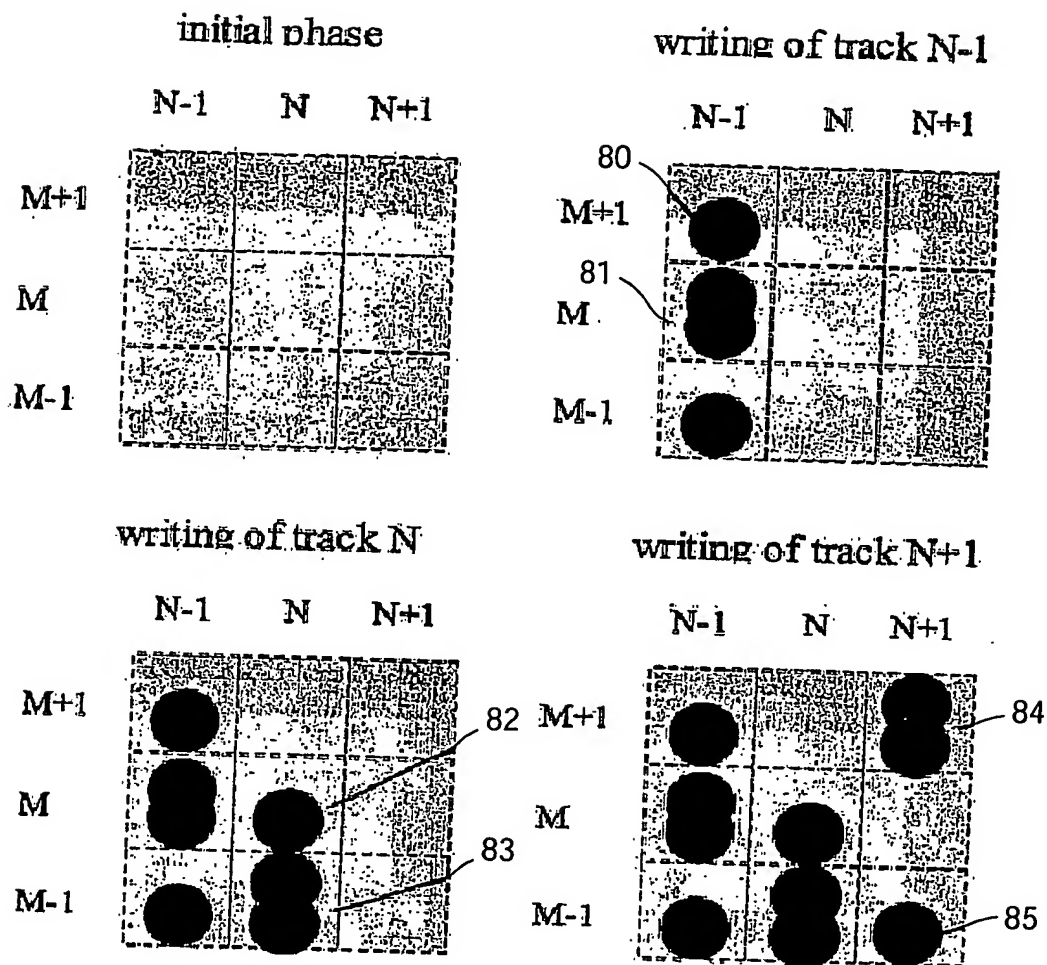 initial phase
N-1 N N+1
M+1
M
M-1
writing of track N-1
N-1 N N+1
80
M+1
81
M
M-1
writing of track N
N-1 N N+1
M+1
82
M
83
M-1
writing of track N+1
N-1 N N+1
M+1
84
M
M-1
85